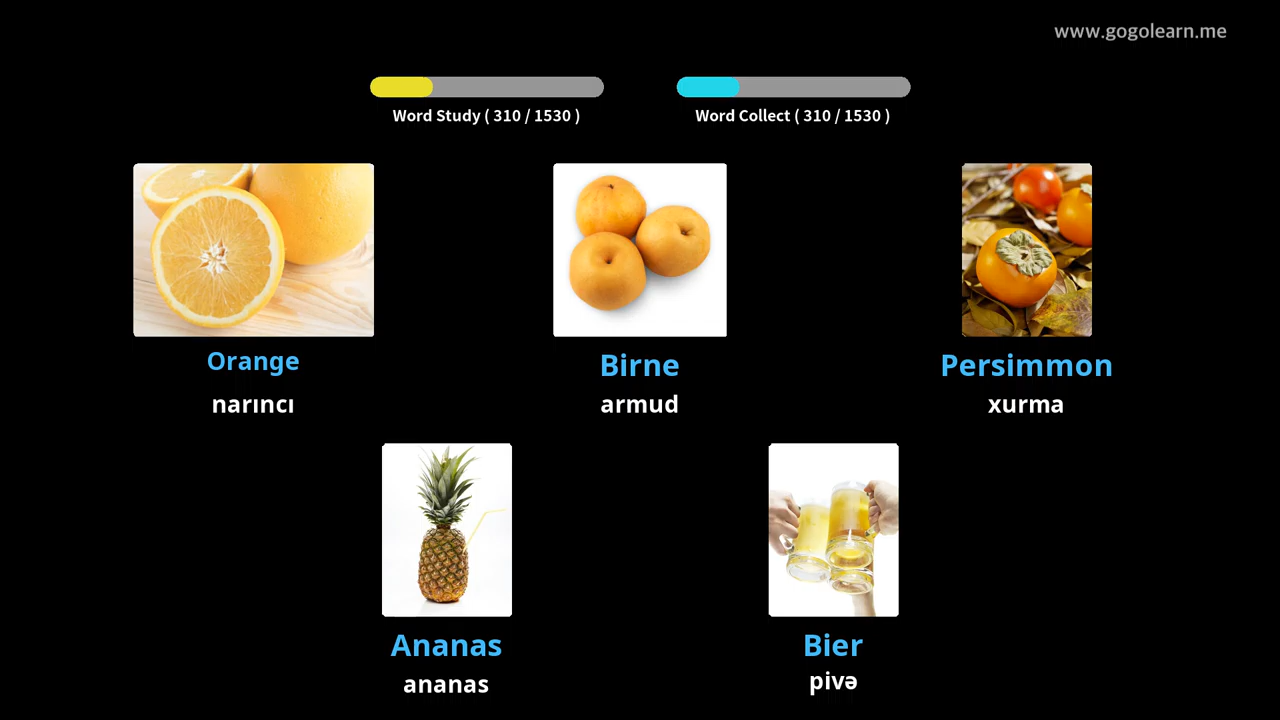 www.gogolearn.me
Word Study ( 310 / 1530 )
Word Collect ( 310 / 1530 )
Orange
narıncı
Birne
armud
Persimmon
xurma
Ananas
ananas
Bier
pivə